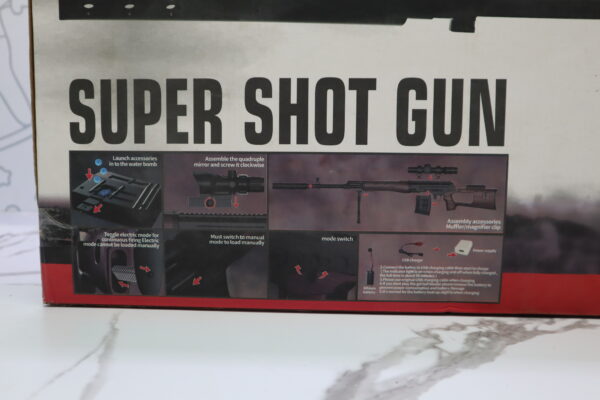 SUPER SHOT GUN
Launch accessories
in to the water bomb
Assemble the quadruple
mirror and screw it clockwise
Assembly accessories
Muffler/magnifier clip
Toggle electric mode for
continuous firing Electric
mode cannot be loaded manually
Must switch to manual
mode to load manually
mode switch
USB charger
Power supply
lithium
battery